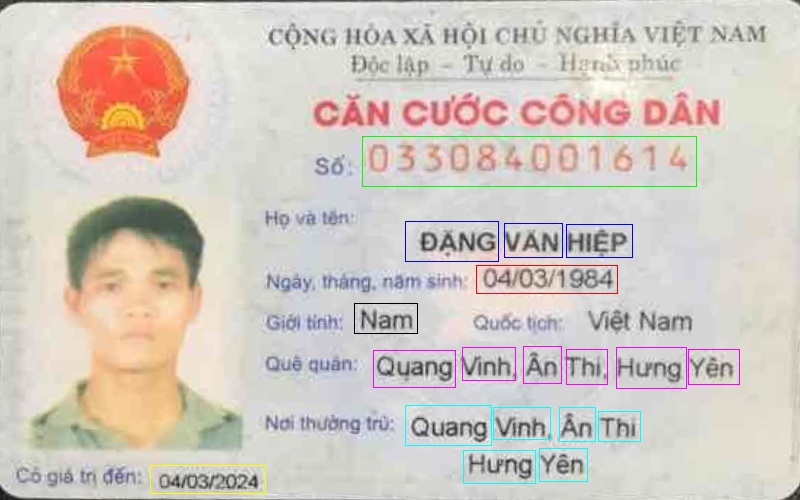 CỘNG HÒA XÃ HỘI CHỦ NGHĨA VIỆT NAM
Độc lập - Tự do - Hạnh phúc
CĂN CƯỚC CÔNG DÂN
Số: 033084001614
Họ và tên:
ĐẶNG VĂN HIỆP
Ngày, tháng, năm sinh: 04/03/1984
Giới tính: Nam Quốc tịch: Việt Nam
Quê quán: Quang Vinh, Ân Thi, Hưng Yên
Nơi thường trú: Quang Vinh, Ân Thi
Hưng Yên
Có giá trị đến: 04/03/2024